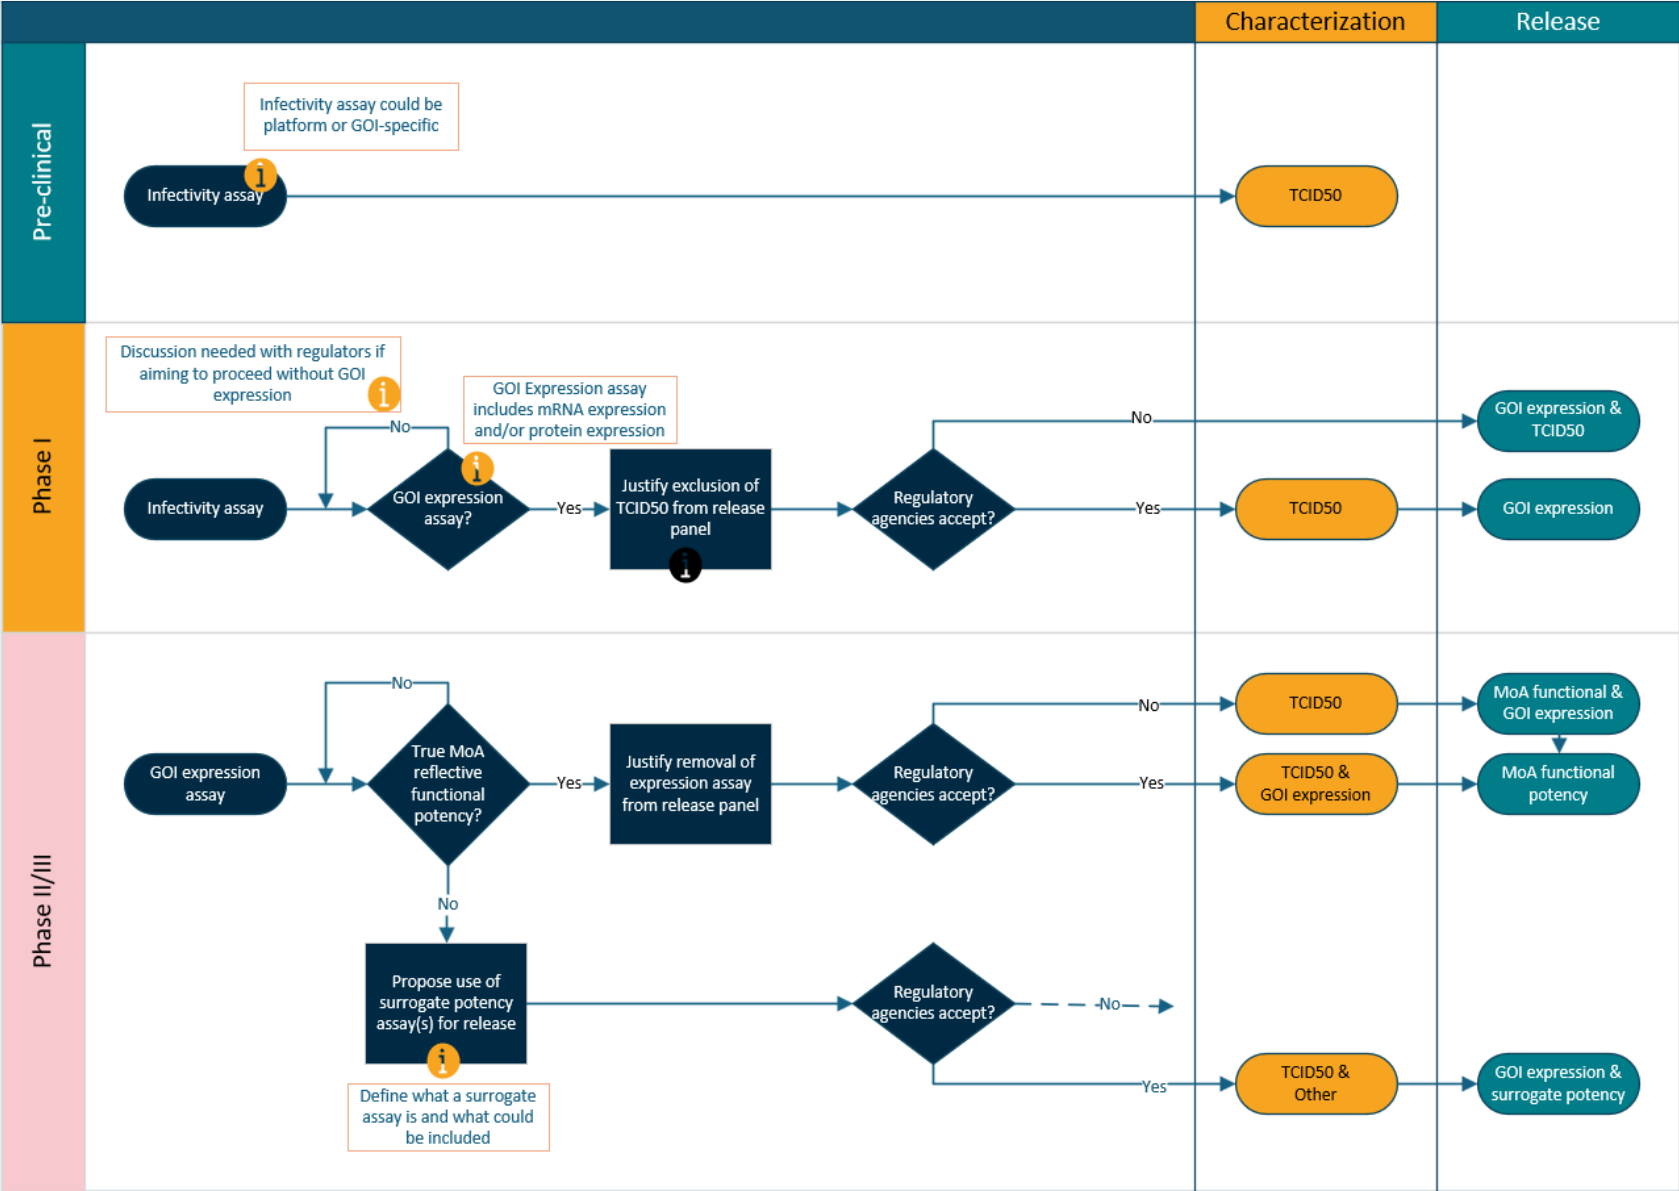 Characterization
Release
Pre-clinical
Infectivity assay could be
platform or GOI-specific
Infectivity assay
TCID50
Phase I
Discussion needed with regulators if
aiming to proceed without GOI
expression
GOI Expression assay
includes mRNA expression
and/or protein expression
No
No
GOI expression &
TCID50
Infectivity assay
GOI expression
assay?
Yes
Justify exclusion of
TCID50 from release
panel
Regulatory
agencies accept?
Yes
TCID50
GOI expression
Phase II/III
No
No
TCID50
MoA functional &
GOI expression
GOI expression
assay
True MoA
reflective
functional
potency?
Yes
Justify removal of
expression assay
from release panel
Regulatory
agencies accept?
Yes
TCID50 &
GOI expression
MoA functional
potency
No
Propose use of
surrogate potency
assay(s) for release
Regulatory
agencies accept?
No
Yes
TCID50 &
Other
GOI expression &
surrogate potency
Define what a surrogate
assay is and what could
be included